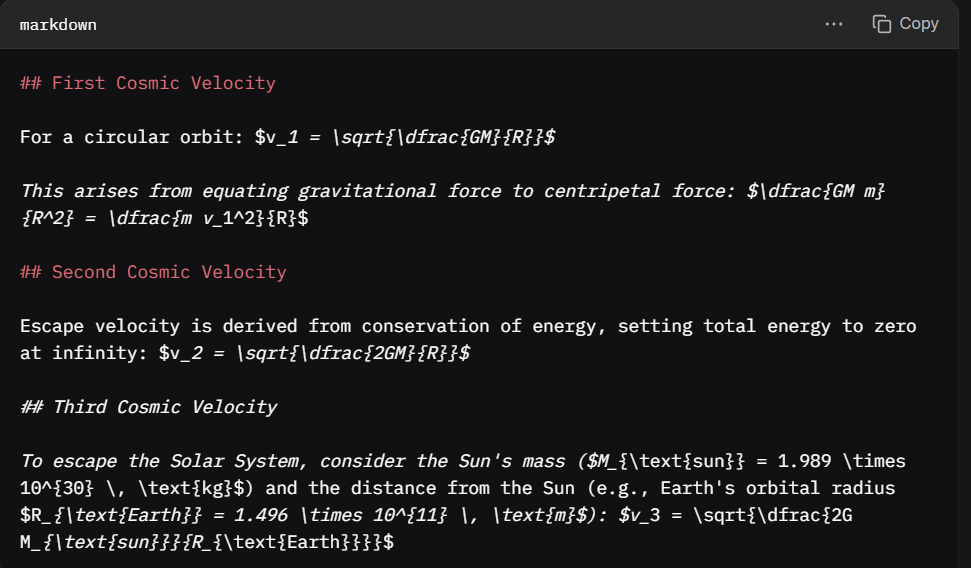 markdown
Copy
## First Cosmic Velocity
For a circular orbit: $v_1 = \sqrt{\dfrac{GM}{R}}$
This arises from equating gravitational force to centripetal force: $\dfrac{GM m}
{R^2} = \dfrac{m v_1^2}{R}$
## Second Cosmic Velocity
Escape velocity is derived from conservation of energy, setting total energy to zero
at infinity: $v_2 = \sqrt{\dfrac{2GM}{R}}$
## Third Cosmic Velocity
To escape the Solar System, consider the Sun's mass ($M_{\text{sun}} = 1.989 \times
10^{30} \, \text{kg}$) and the distance from the Sun (e.g., Earth's orbital radius
$R_{\text{Earth}} = 1.496 \times 10^{11} \, \text{m}$): $v_3 = \sqrt{\dfrac{2G
M_{\text{sun}}}{R_{\text{Earth}}}}$